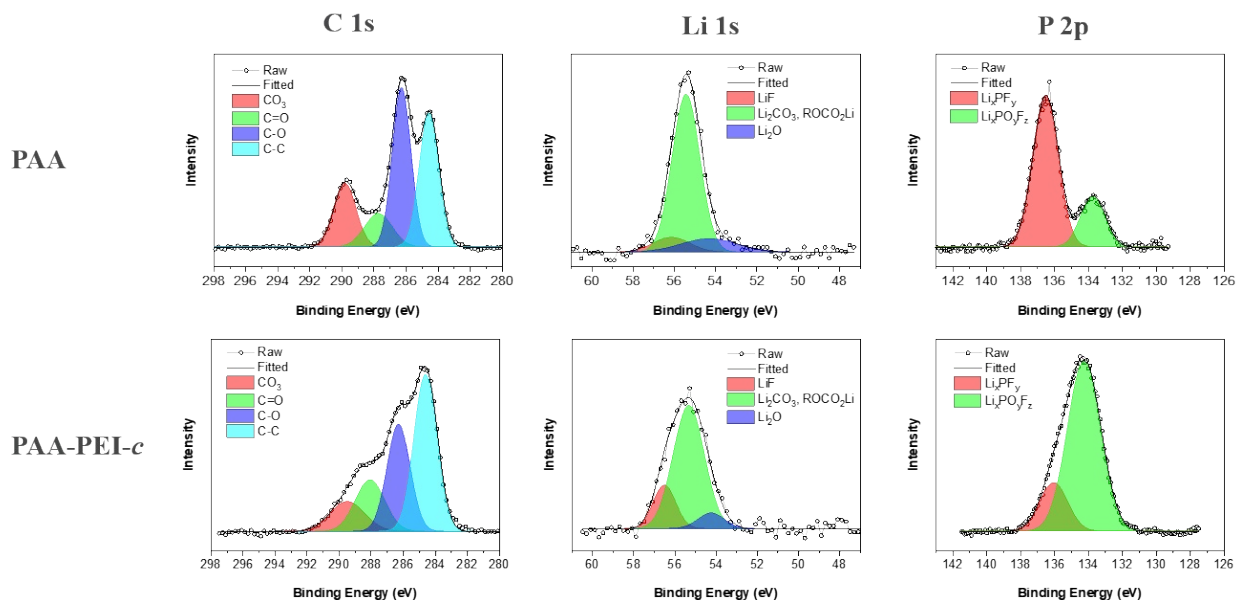 C 1s
Li 1s
P 2p
PAA
PAA-PEI-c
Raw
Fitted
CO₃
C=O
C-O
C-C
Intensity
298 296 294 292 290 288 286 284 282 280
Binding Energy (eV)
Raw
Fitted
LiF
Li₂CO₃, ROCO₂Li
Li₂O
Intensity
60 58 56 54 52 50 48
Binding Energy (eV)
Raw
Fitted
LiₓPFᵧ
LiₓPOᵧF_z
Intensity
142 140 138 136 134 132 130 128 126
Binding Energy (eV)
Raw
Fitted
CO₃
C=O
C-O
C-C
Intensity
298 296 294 292 290 288 286 284 282 280
Binding Energy (eV)
Raw
Fitted
LiF
Li₂CO₃, ROCO₂Li
Li₂O
Intensity
60 58 56 54 52 50 48
Binding Energy (eV)
Raw
Fitted
LiₓPFᵧ
LiₓPOᵧF_z
Intensity
142 140 138 136 134 132 130 128 126
Binding Energy (eV)